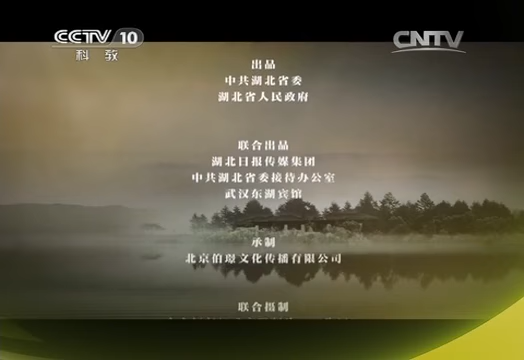 CCTV 10
科教
CNTV
出品
中共湖北省委
湖北省人民政府
联合出品
湖北日报传媒集团
中共湖北省委接待办公室
武汉东湖宾馆
承制
北京伯璟文化传播有限公司
联合摄制